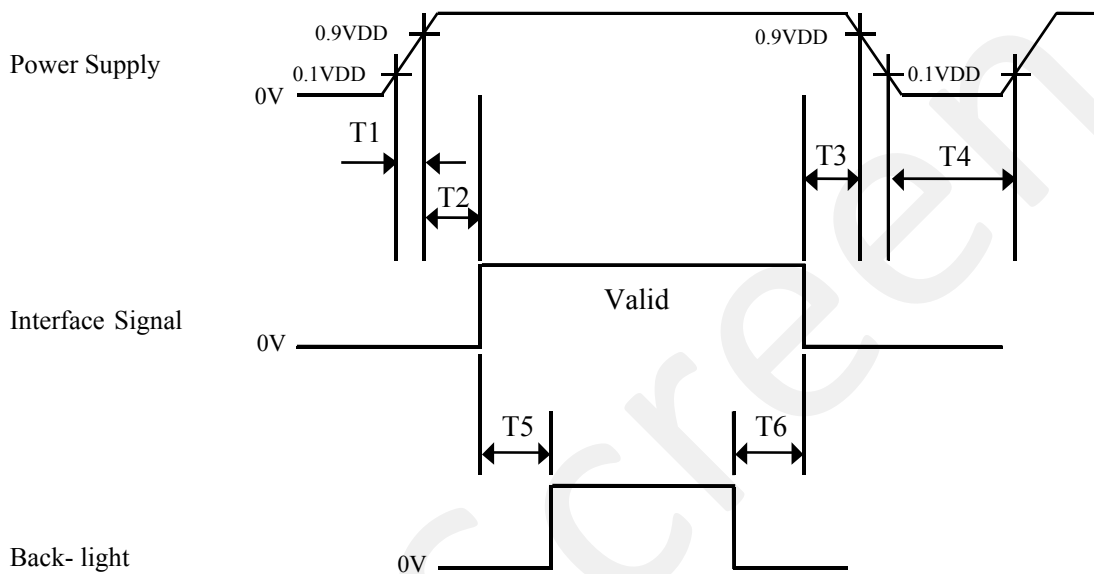 0.9VDD
0.9VDD
Power Supply
0.1VDD
0.1VDD
0V
T1
T2
T3
T4
Valid
Interface Signal
0V
T5
T6
Back- light
0V